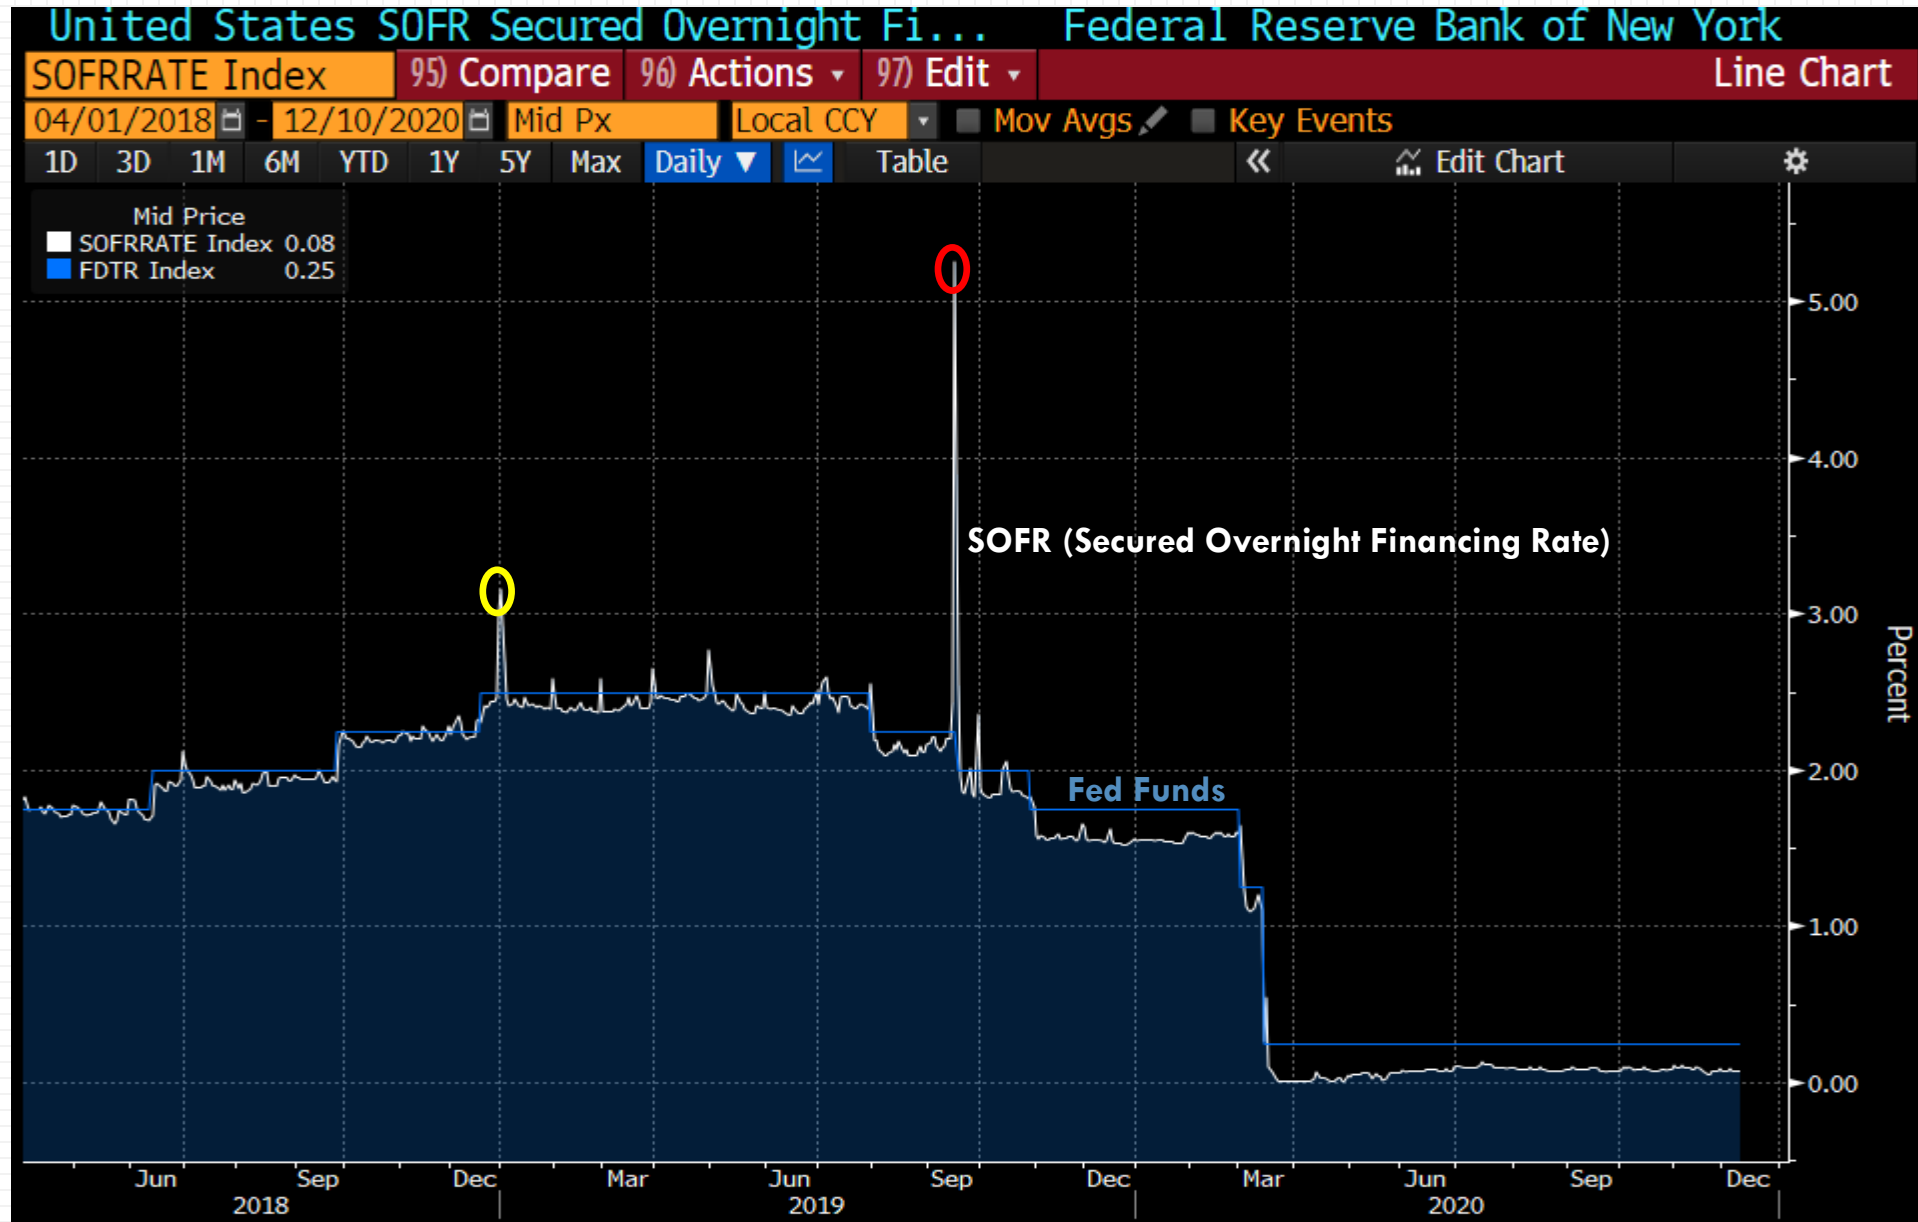 United States SOFR Secured Overnight Fi... Federal Reserve Bank of New York
SOFRRATE Index 95) Compare 96) Actions 97) Edit Line Chart
04/01/2018 - 12/10/2020 Mid Px Local CCY Mov Avgs Key Events
1D 3D 1M 6M YTD 1Y 5Y Max Daily ▼ Table « Edit Chart
Mid Price
SOFRRATE Index 0.08
FDTR Index 0.25
5.00
4.00
SOFR (Secured Overnight Financing Rate)
3.00
Percent
2.00
Fed Funds
1.00
0.00
Jun Sep Dec Mar Jun Sep Dec Mar Jun Sep Dec
2018 2019 2020